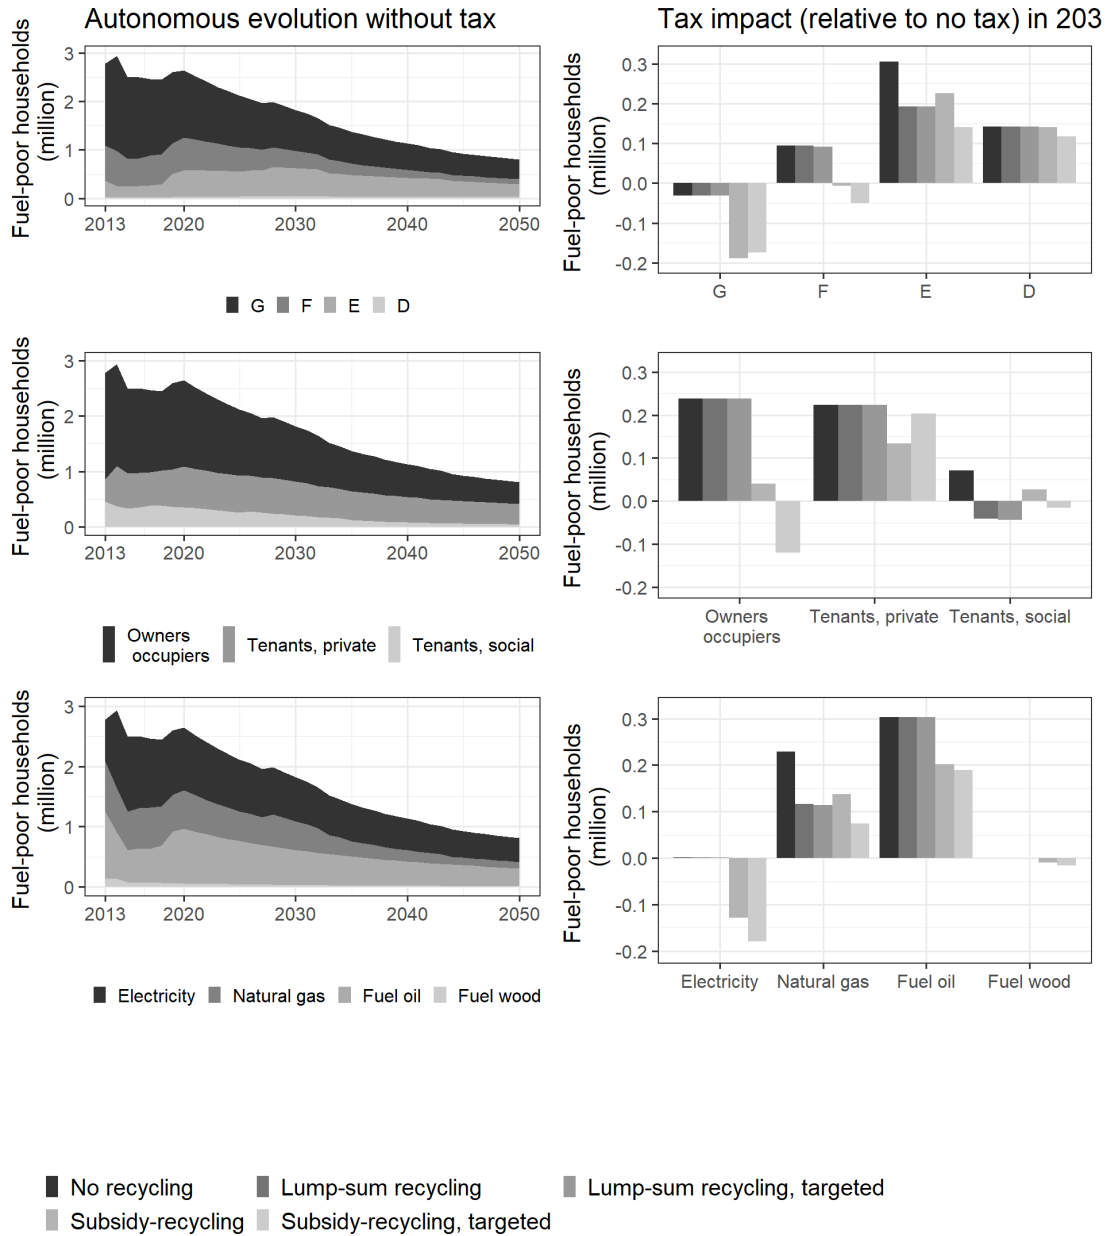 Autonomous evolution without tax
Tax impact (relative to no tax) in 203
Fuel-poor households
(million)
3
2
1
0
2013
2020
2030
2040
2050
G
F
E
D
Fuel-poor households
(million)
0.3
0.2
0.1
0.0
-0.1
-0.2
G
F
E
D
Fuel-poor households
(million)
3
2
1
0
2013
2020
2030
2040
2050
Owners
occupiers
Tenants, private
Tenants, social
Fuel-poor households
(million)
0.3
0.2
0.1
0.0
-0.1
-0.2
Owners
occupiers
Tenants, private
Tenants, social
Fuel-poor households
(million)
3
2
1
0
2013
2020
2030
2040
2050
Electricity
Natural gas
Fuel oil
Fuel wood
Fuel-poor households
(million)
0.3
0.2
0.1
0.0
-0.1
-0.2
Electricity
Natural gas
Fuel oil
Fuel wood
No recycling
Lump-sum recycling
Lump-sum recycling, targeted
Subsidy-recycling
Subsidy-recycling, targeted